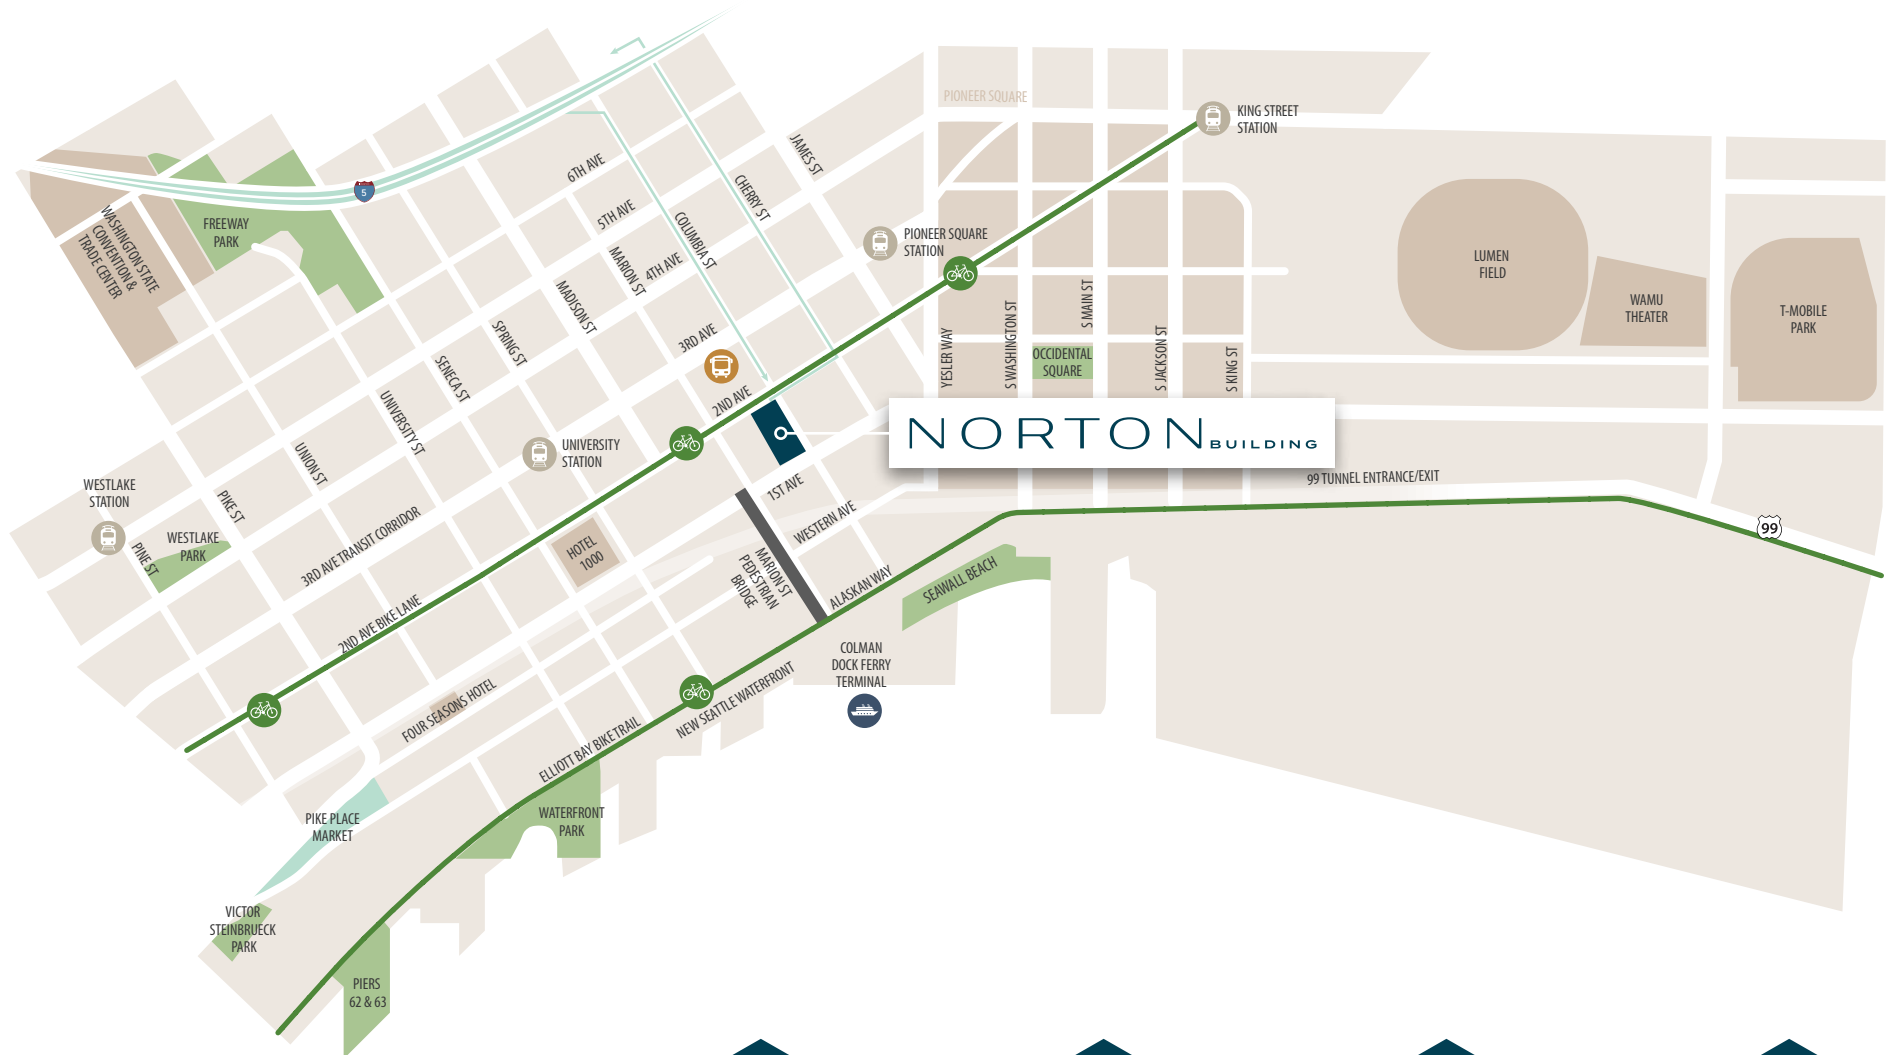 PIONEER SQUARE
KING STREET
STATION
JAMES ST
6TH AVE
CHERRY ST
5TH AVE
COLUMBIA ST
5
FREEWAY
PARK
WASHINGTON STATE
CONVENTION &
TRADE CENTER
PIONEER SQUARE
STATION
MARION ST
4TH AVE
LUMEN
FIELD
WAMU
THEATER
T-MOBILE
PARK
MADISON ST
S MAIN ST
SPRING ST
3RD AVE
YESLER WAY
S WASHINGTON ST
OCCIDENTAL
SQUARE
S JACKSON ST
S KING ST
SENECA ST
2ND AVE
UNIVERSITY ST
NORTON BUILDING
UNIVERSITY
STATION
UNION ST
WESTLAKE
STATION
PIKE ST
1ST AVE
99 TUNNEL ENTRANCE/EXIT
99
WESTLAKE
PARK
PINE ST
3RD AVE TRANSIT CORRIDOR
HOTEL
1000
WESTERN AVE
MARION ST
PEDESTRIAN
BRIDGE
ALASKAN WAY
SEAWALL BEACH
2ND AVE BIKE LANE
COLMAN
DOCK FERRY
TERMINAL
FOUR SEASONS HOTEL
NEW SEATTLE WATERFRONT
ELLIOTT BAY BIKE TRAIL
PIKE PLACE
MARKET
WATERFRONT
PARK
VICTOR
STEINBRUECK
PARK
PIERS
62 & 63